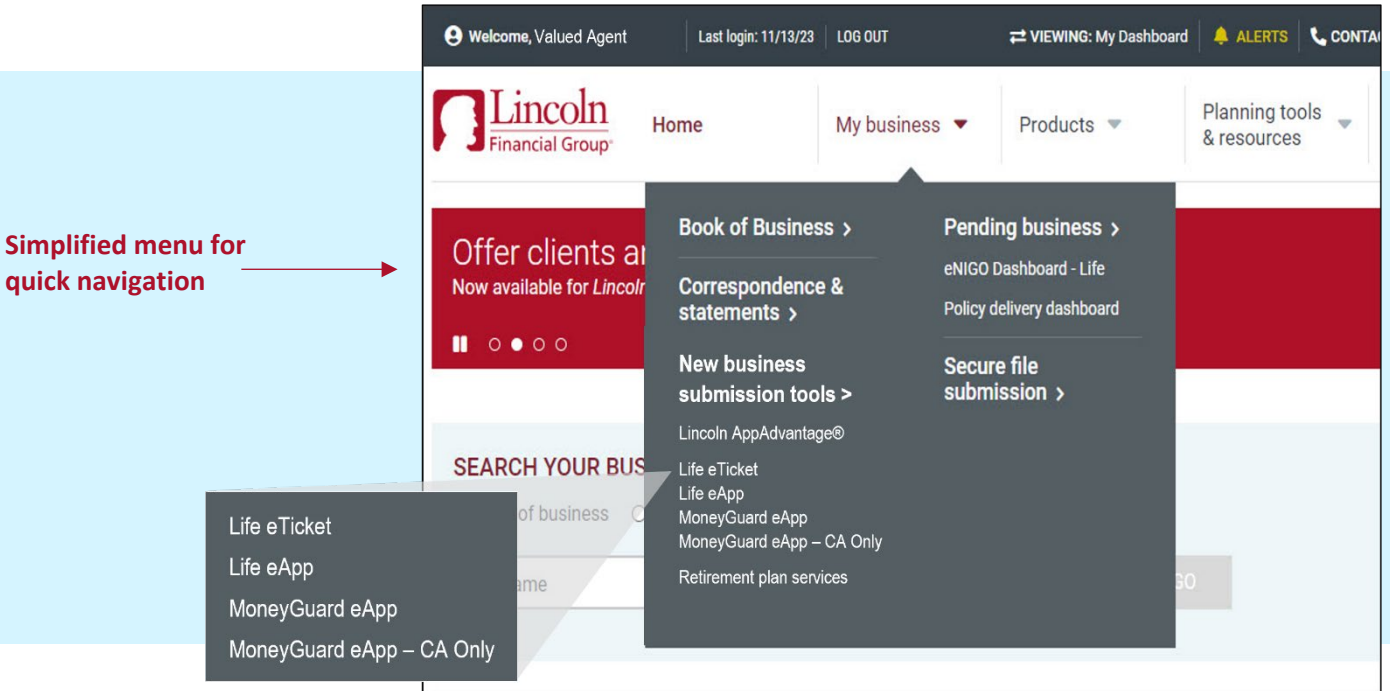 Welcome, Valued Agent
Last login: 11/13/23
LOG OUT
VIEWING: My Dashboard
ALERTS
Lincoln
Financial Group®
Home
My business
Products
Planning tools
& resources
Simplified menu for
quick navigation
Offer clients
Now available for
Book of Business >
Correspondence &
statements >
New business
submission tools >
Lincoln AppAdvantage®
Life eTicket
Life eApp
MoneyGuard eApp
MoneyGuard eApp – CA Only
Retirement plan services
Pending business >
eNIGO Dashboard - Life
Policy delivery dashboard
Secure file
submission >
SEARCH YOUR
of business
GO
Life eTicket
Life eApp
MoneyGuard eApp
MoneyGuard eApp – CA Only